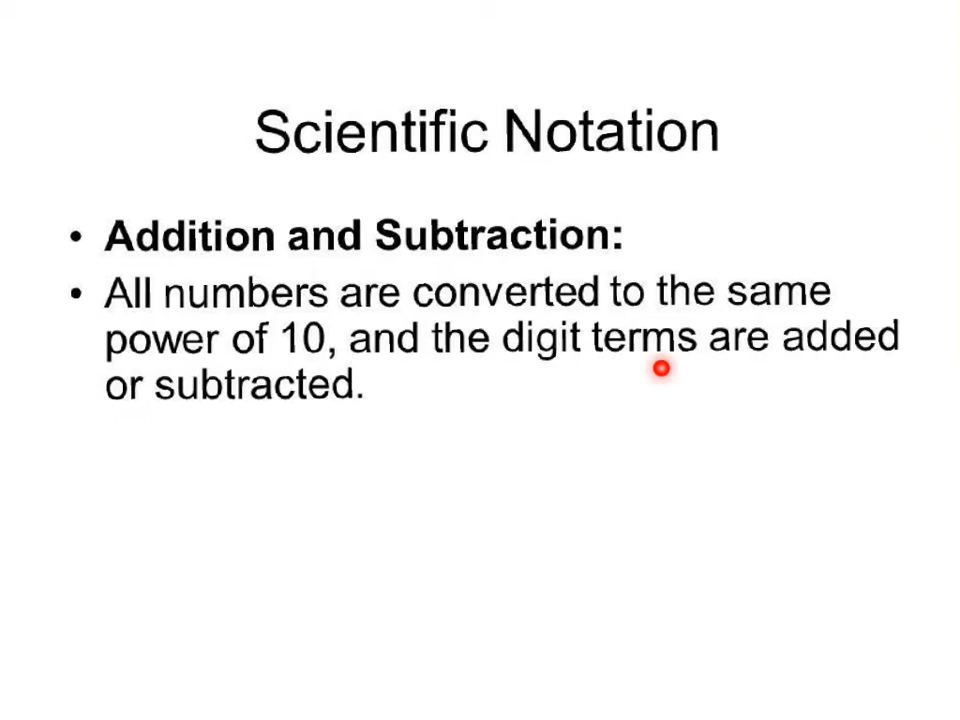 Scientific Notation
• Addition and Subtraction:
• All numbers are converted to the same
power of 10, and the digit terms are added
or subtracted.